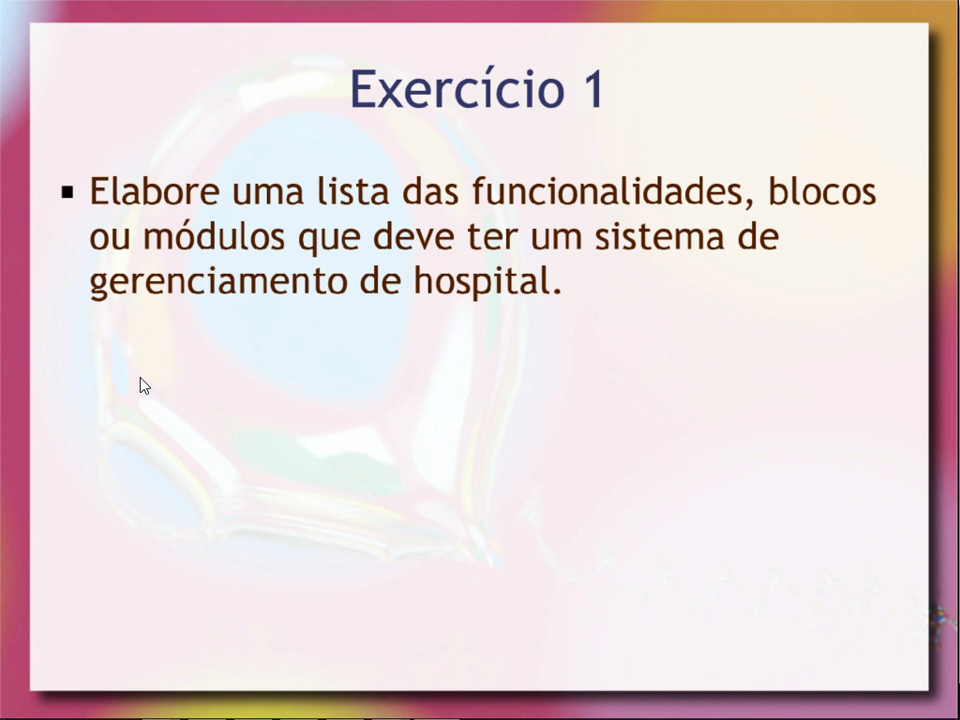 Exercício 1
▪ Elabore uma lista das funcionalidades, blocos
ou módulos que deve ter um sistema de
gerenciamento de hospital.